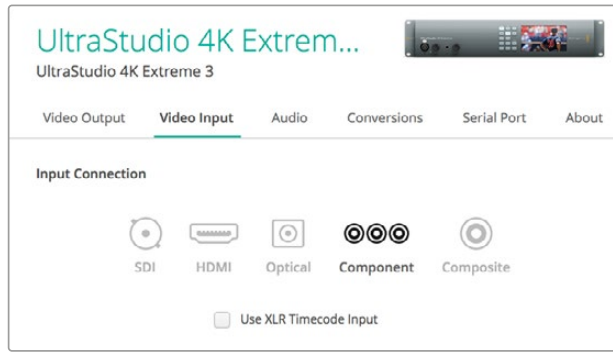 UltraStudio 4K Extrem...
UltraStudio 4K Extreme 3
Video Output Video Input Audio Conversions Serial Port About
Input Connection
SDI HDMI Optical Component Composite
Use XLR Timecode Input